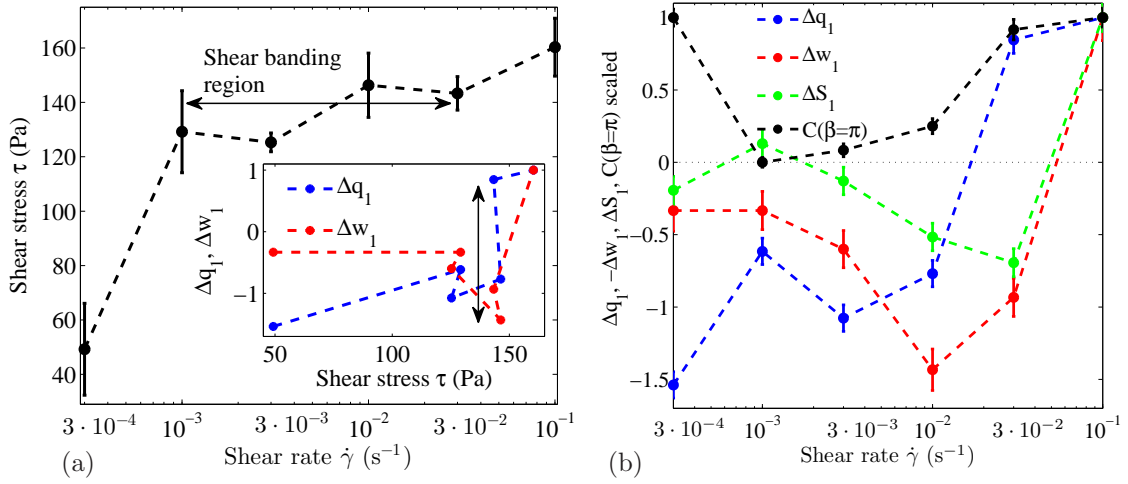 160
140
120
100
80
60
40
Shear stress τ (Pa)
Shear banding
region
Δq1
Δw1
1
0
−1
Δq1, Δw1
50
100
150
Shear stress τ (Pa)
3 · 10−4
10−3
3 · 10−3
10−2
3 · 10−2
10−1
(a)
Shear rate γ̇ (s−1)
1
0.5
0
−0.5
−1
−1.5
Δq1, −Δw1, ΔS1, C(β=π) scaled
Δq1
Δw1
ΔS1
C(β=π)
3 · 10−4
10−3
3 · 10−3
10−2
3 · 10−2
10−1
(b)
Shear rate γ̇ (s−1)